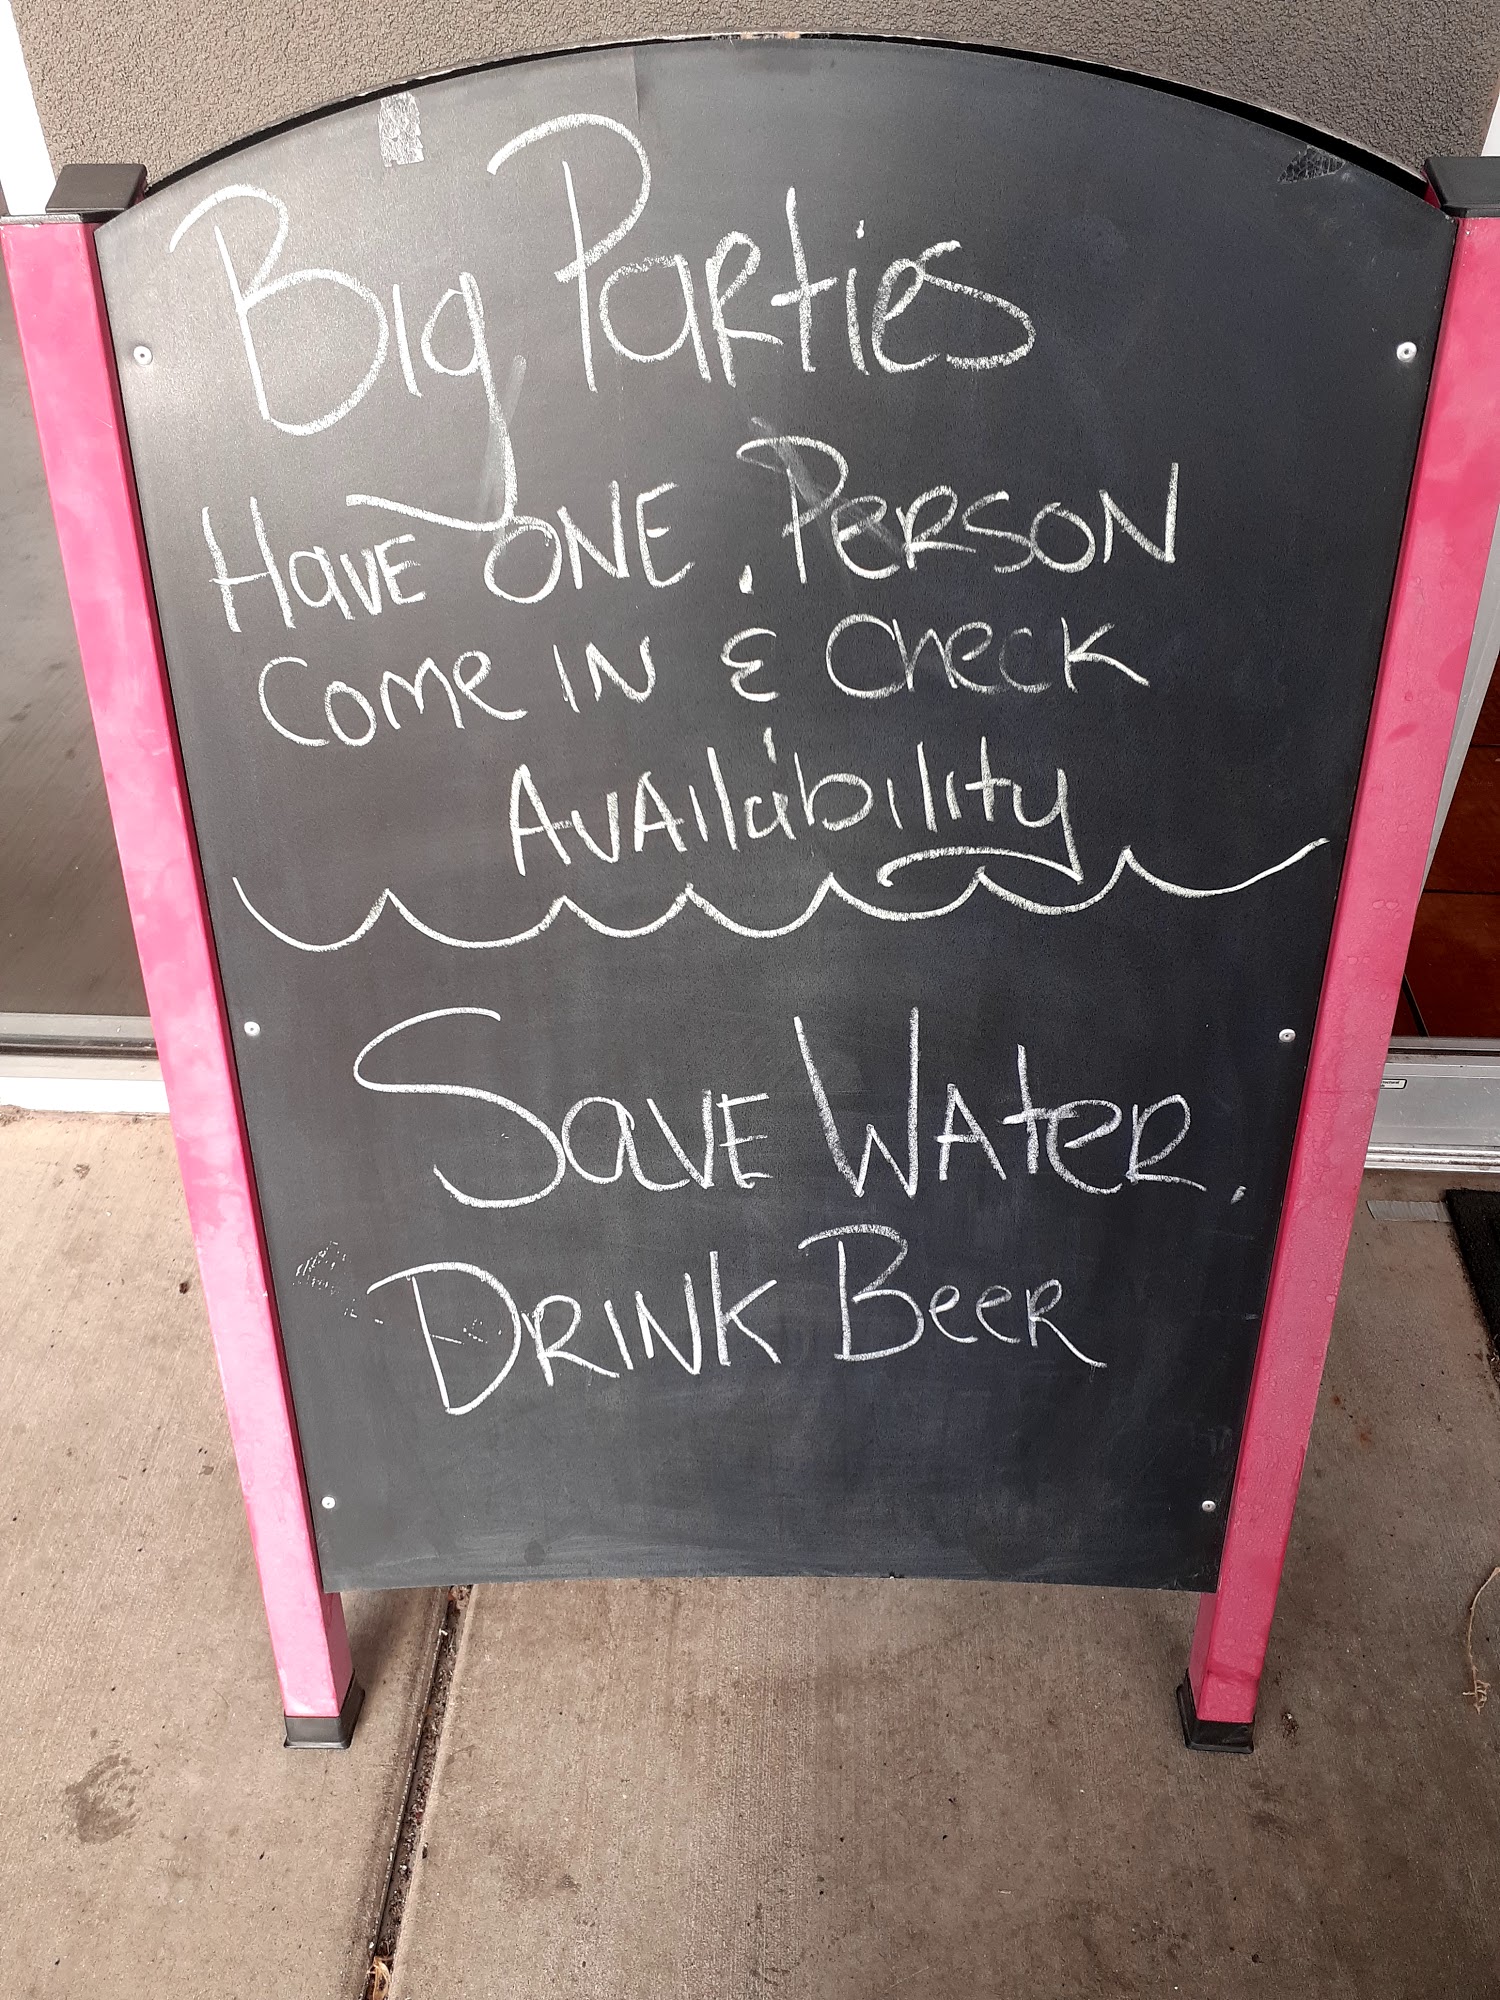 Big Parties
Have ONE. Person
Come IN & Check
Availability
Save Water.
Drink Beer